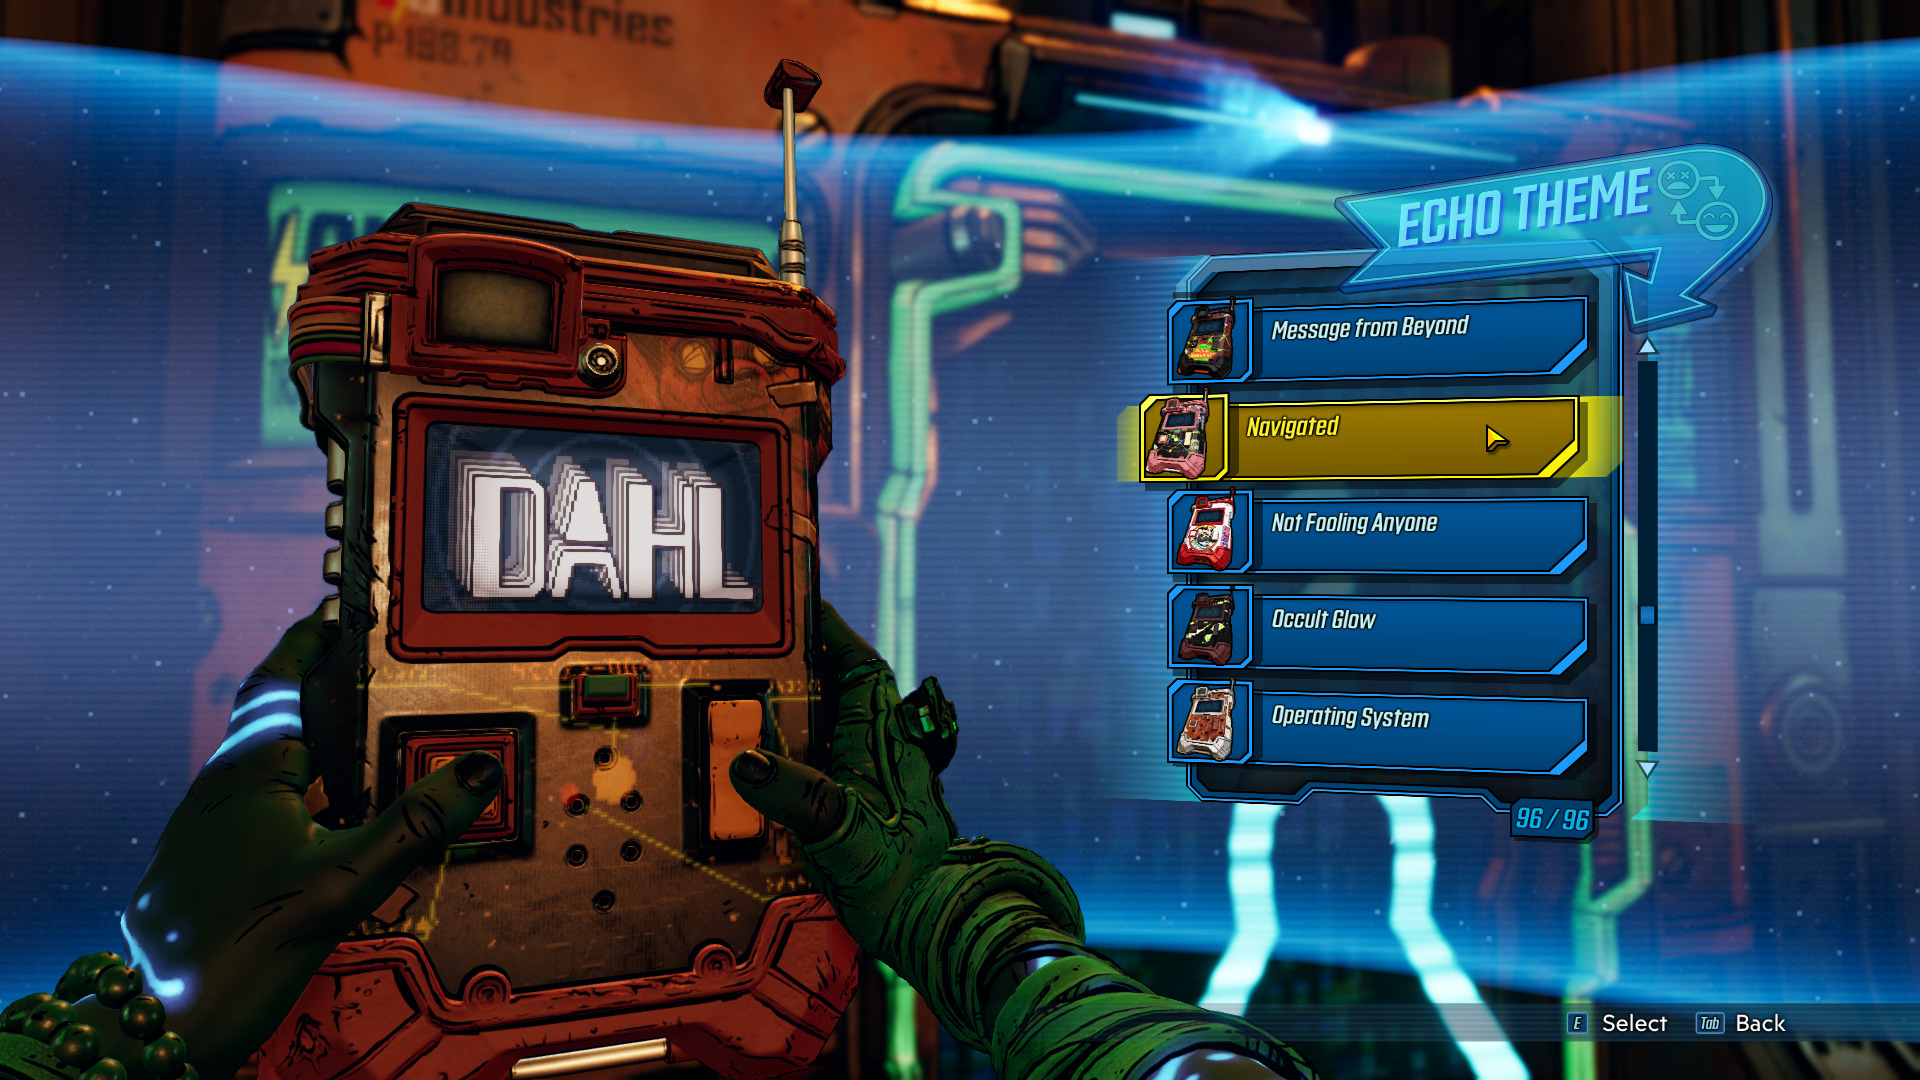 Industries
P-198.79
DAHL
ECHO THEME
Message from Beyond
Navigated
Not Fooling Anyone
Occult Glow
Operating System
96 / 96
E Select Tab Back